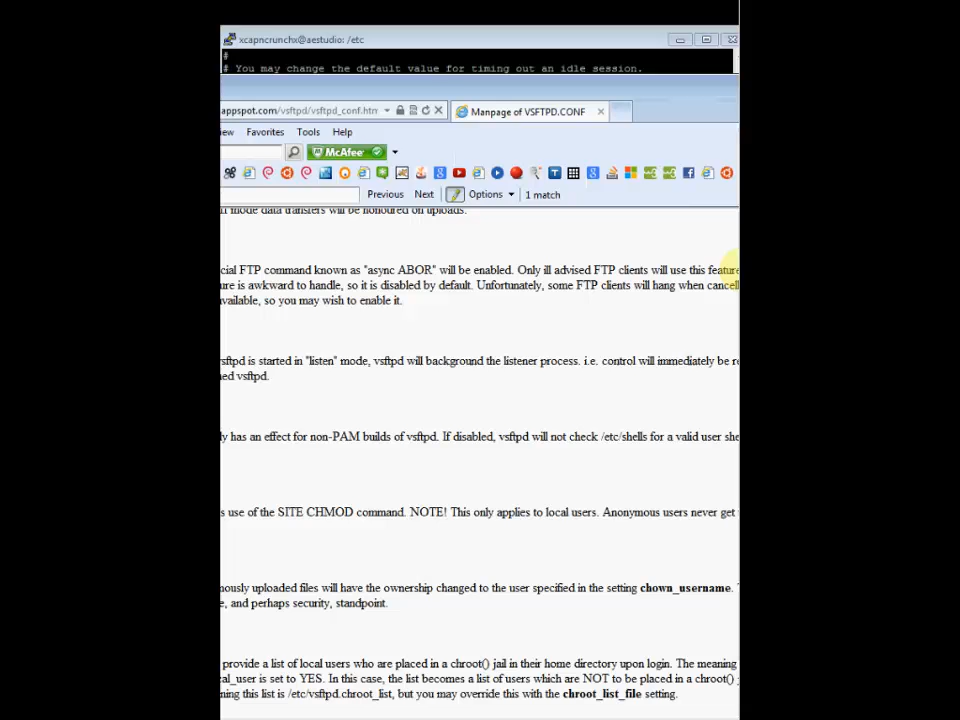 xcapncrunchx@aestudio: /etc
#
# You may change the default value for timing out an idle session.
appspot.com/vsftpd/vsftpd_conf.htm
Manpage of VSFTPD.CONF
ew Favorites Tools Help
McAfee
Previous Next Options 1 match
II mode data transfers will be honoured on uploads.
cial FTP command known as "async ABOR" will be enabled. Only ill advised FTP clients will use this feature
ure is awkward to handle, so it is disabled by default. Unfortunately, some FTP clients will hang when cancell
vailable, so you may wish to enable it.
vsftpd is started in "listen" mode, vsftpd will background the listener process. i.e. control will immediately be re
hed vsftpd.
ly has an effect for non-PAM builds of vsftpd. If disabled, vsftpd will not check /etc/shells for a valid user she
s use of the SITE CHMOD command. NOTE! This only applies to local users. Anonymous users never get
nously uploaded files will have the ownership changed to the user specified in the setting chown_username.
e, and perhaps security, standpoint.
provide a list of local users who are placed in a chroot() jail in their home directory upon login. The meaning
cal_user is set to YES. In this case, the list becomes a list of users which are NOT to be placed in a chroot()
ning this list is /etc/vsftpd.chroot_list, but you may override this with the chroot_list_file setting.